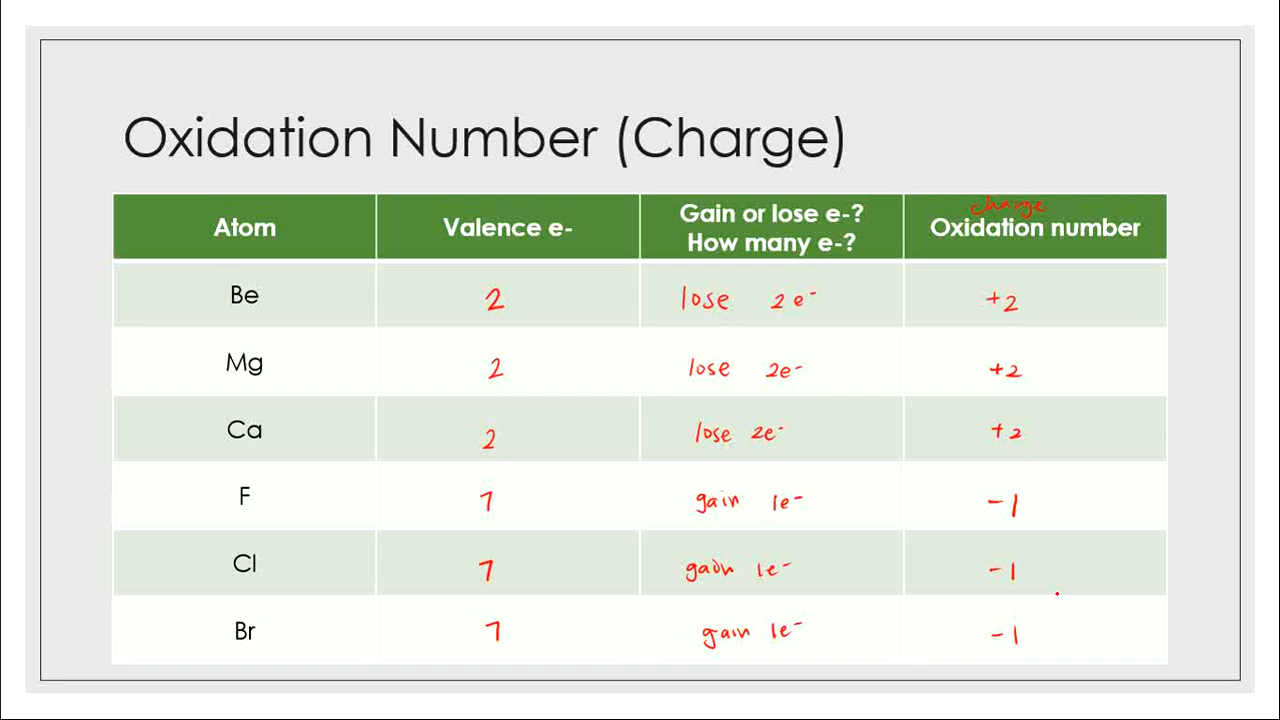 Oxidation Number (Charge)
Atom Valence e- Gain or lose e-? charge
How many e-? Oxidation number
Be 2 lose 2e- +2
Mg 2 lose 2e- +2
Ca 2 lose 2e- +2
F 7 gain 1e- -1
Cl 7 gain 1e- -1
Br 7 gain 1e- -1